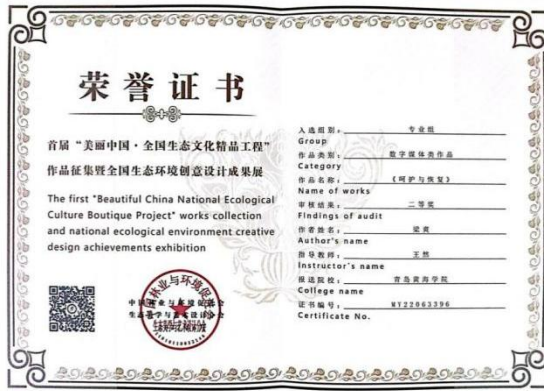 荣誉证书
首届“美丽中国·全国生态文化精品工程”
作品征集暨全国生态环境创意设计成果展
The first "Beautiful China National Ecological
Culture Boutique Project" works collection
and national ecological environment creative
design achievements exhibition
入选组别： 专业组
Group
作品类别： 数字媒体类作品
Category
作品名称： 《呵护与恢复》
Name of works
审核结果： 二等奖
Findings of audit
作者姓名： 梁爽
Author's name
指导教师： 王然
Instructor's name
报送院校： 青岛黄海学院
College name
证书编号： WY22063396
Certificate No.